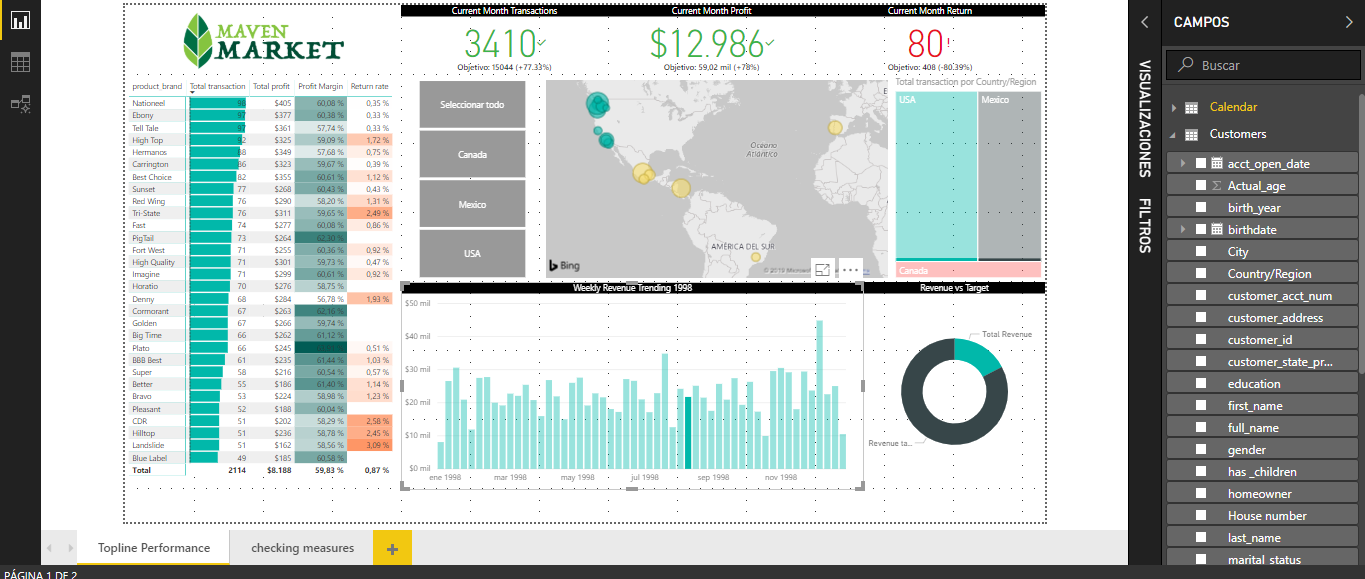 MAVEN
MARKET
Current Month Transactions
3410
Objetivo: 15044 (+77.33%)
Current Month Profit
$12.986
Objetivo: 59,02 mil (+78%)
Current Month Return
80!
Objetivo: 408 (-80.39%)
product_brand Total transaction Total profit Profit Margin Return rate
Nationeel 98 $405 60,08 % 0,35 %
Ebony 97 $377 60,38 % 0,33 %
Tell Tale 97 $361 57,74 % 0,33 %
High Top 92 $325 59,09 % 1,72 %
Hermanos 88 $349 57,68 % 0,75 %
Carrington 86 $323 59,67 % 0,39 %
Best Choice 82 $355 60,61 % 1,12 %
Sunset 77 $268 60,43 % 0,43 %
Red Wing 76 $290 58,20 % 1,31 %
Tri-State 76 $311 59,65 % 2,49 %
Fast 74 $277 60,08 % 0,86 %
PigTail 73 $264 62,30 %
Fort West 71 $255 60,36 % 0,92 %
High Quality 71 $301 59,73 % 0,47 %
Imagine 71 $299 60,61 % 0,92 %
Horatio 70 $276 58,75 %
Denny 68 $284 56,78 % 1,93 %
Cormorant 67 $263 62,16 %
Golden 67 $266 59,74 %
Big Time 66 $262 61,12 %
Plato 66 $245 0,51 %
BBB Best 61 $235 61,44 % 1,03 %
Super 58 $216 60,54 % 0,57 %
Better 55 $186 61,40 % 1,14 %
Bravo 53 $224 58,98 % 1,23 %
Pleasant 52 $188 60,04 %
CDR 51 $202 58,29 % 2,58 %
Hilltop 51 $236 58,78 % 2,45 %
Landslide 51 $162 58,56 % 3,09 %
Blue Label 49 $185 60,58 %
Total 2114 $8.188 59,83 % 0,87 %
Seleccionar todo
Canada
Mexico
USA
Océano
Atlántico
AMÉRICA DEL SUR
Bing
© 2019 Microsoft
Total transaction por Country/Region
USA
Mexico
Canada
Weekly Revenue Trending 1998
$50 mil
$40 mil
$30 mil
$20 mil
$10 mil
$0 mil
ene 1998 mar 1998 may 1998 jul 1998 sep 1998 nov 1998
Revenue vs Target
Total Revenue
Revenue ta...
VISUALIZACIONES
FILTROS
CAMPOS
Buscar
Calendar
Customers
acct_open_date
Σ Actual_age
birth_year
birthdate
City
Country/Region
customer_acct_num
customer_address
customer_id
customer_state_pr...
education
first_name
full_name
gender
has _children
homeowner
House number
last_name
marital_status
Topline Performance
checking measures
+
PÁGINA 1 DE 2